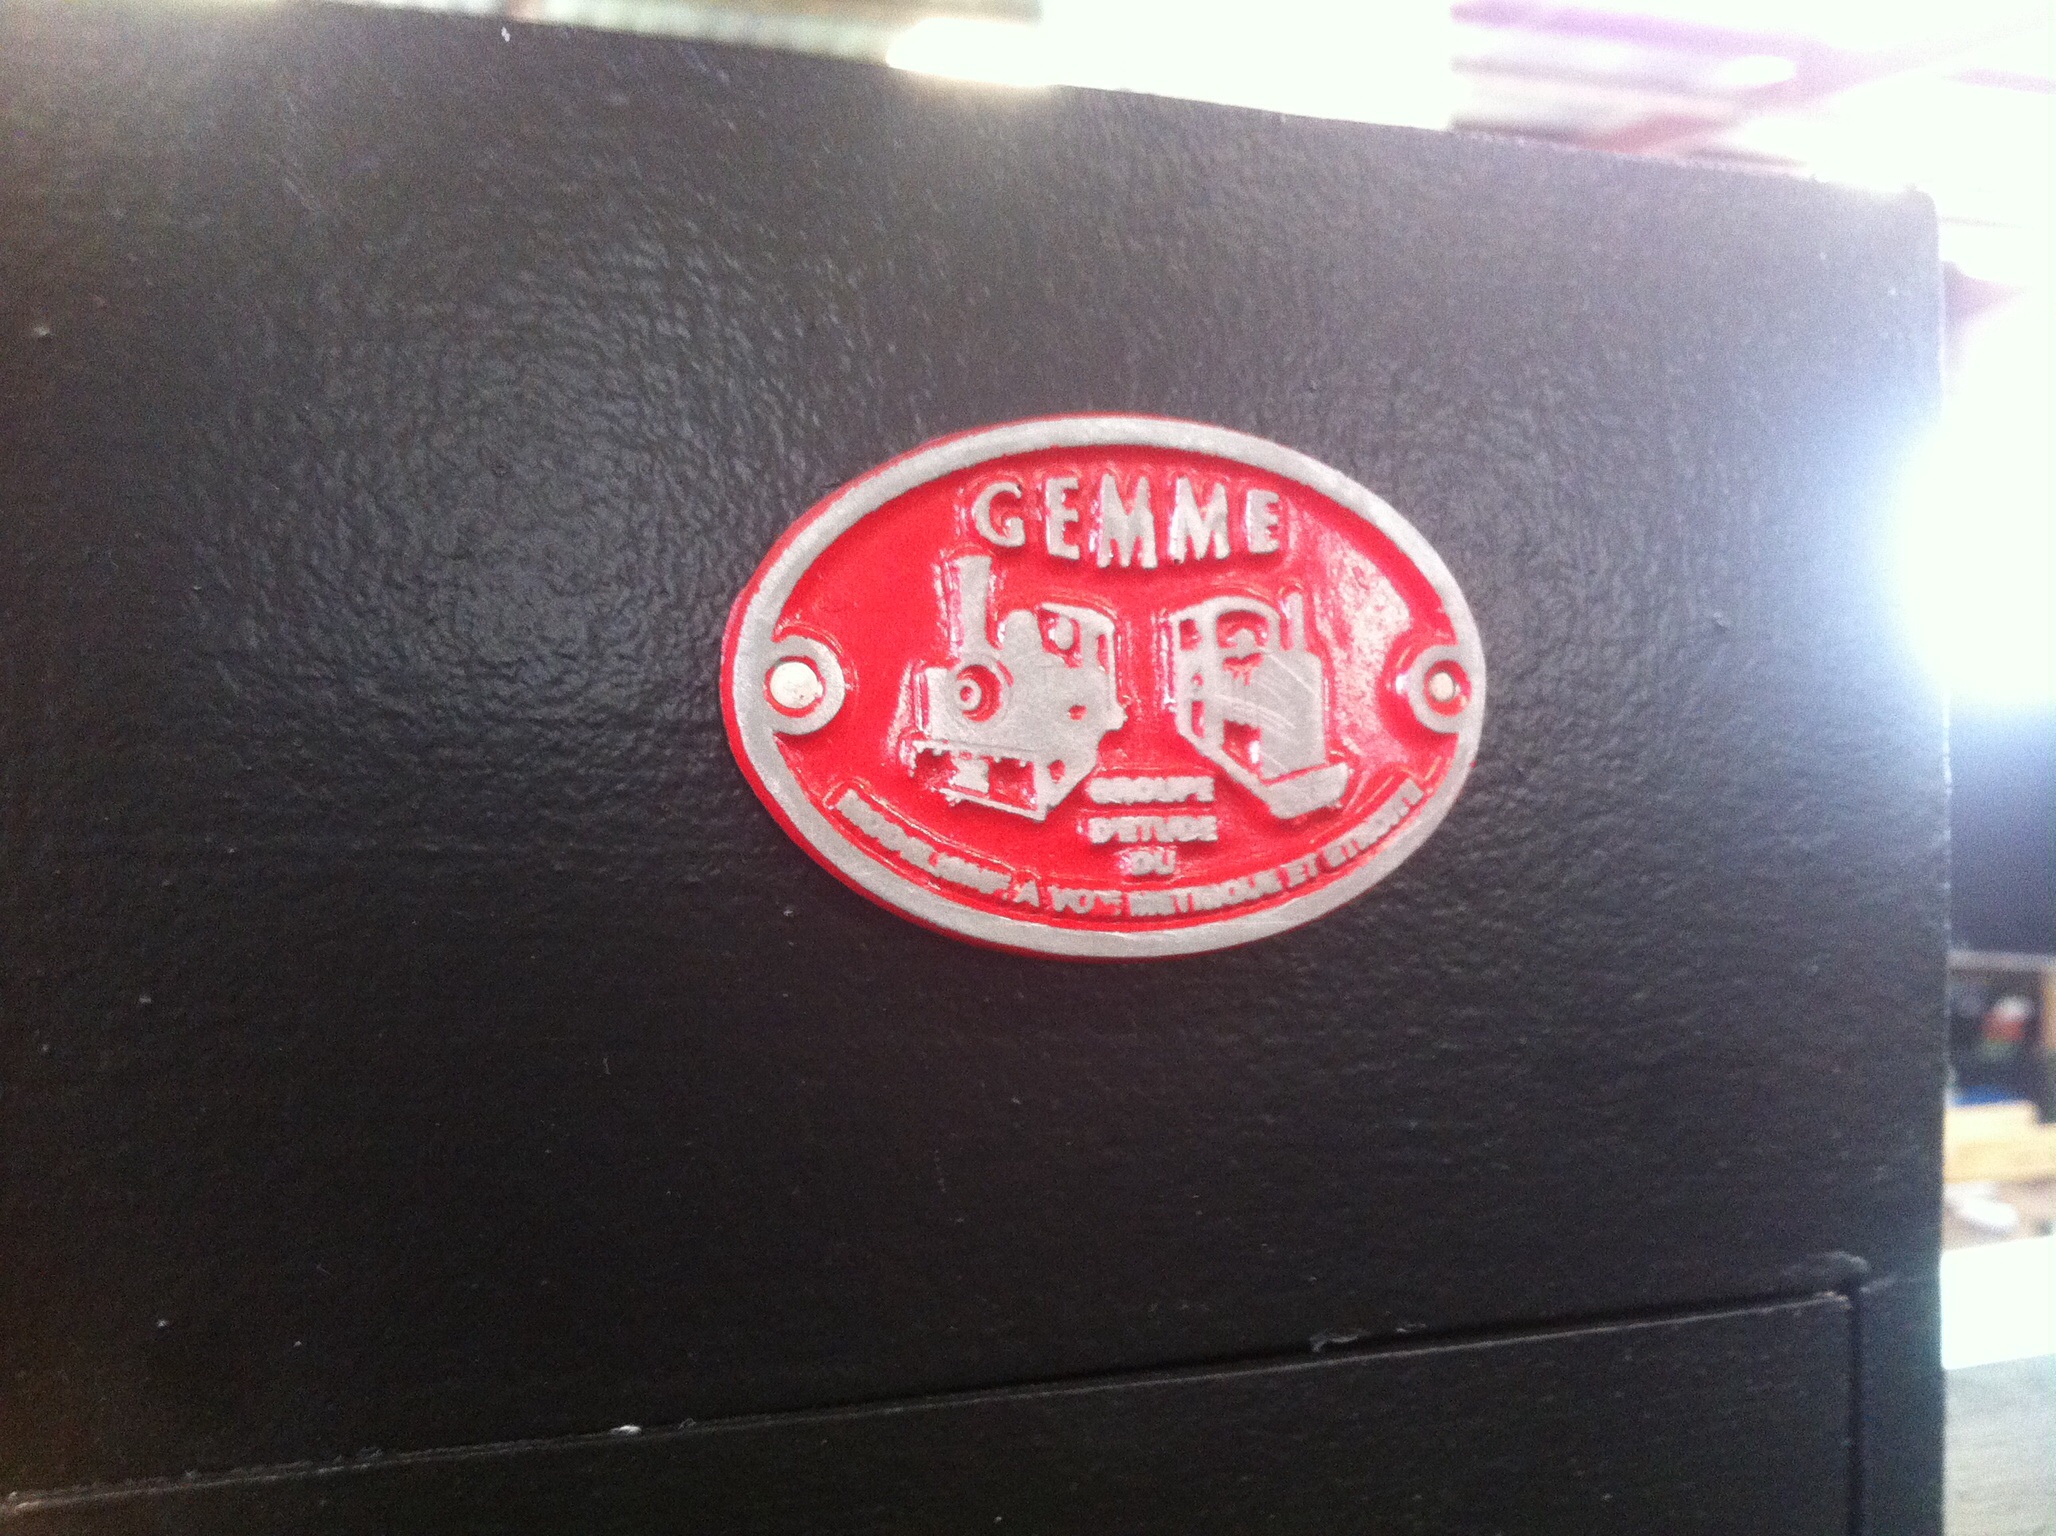 GEMME
GROUPE
D'ETUDE
DU
MODELISME A VOIE METRIQUE ET ETROITE